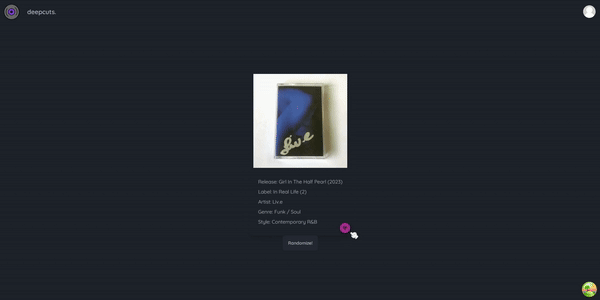 deepcuts.
Liv.e
Release: Girl In The Half Pearl (2023)
Label: In Real Life (2)
Artist: Liv.e
Genre: Funk / Soul
Style: Contemporary R&B
Randomize!